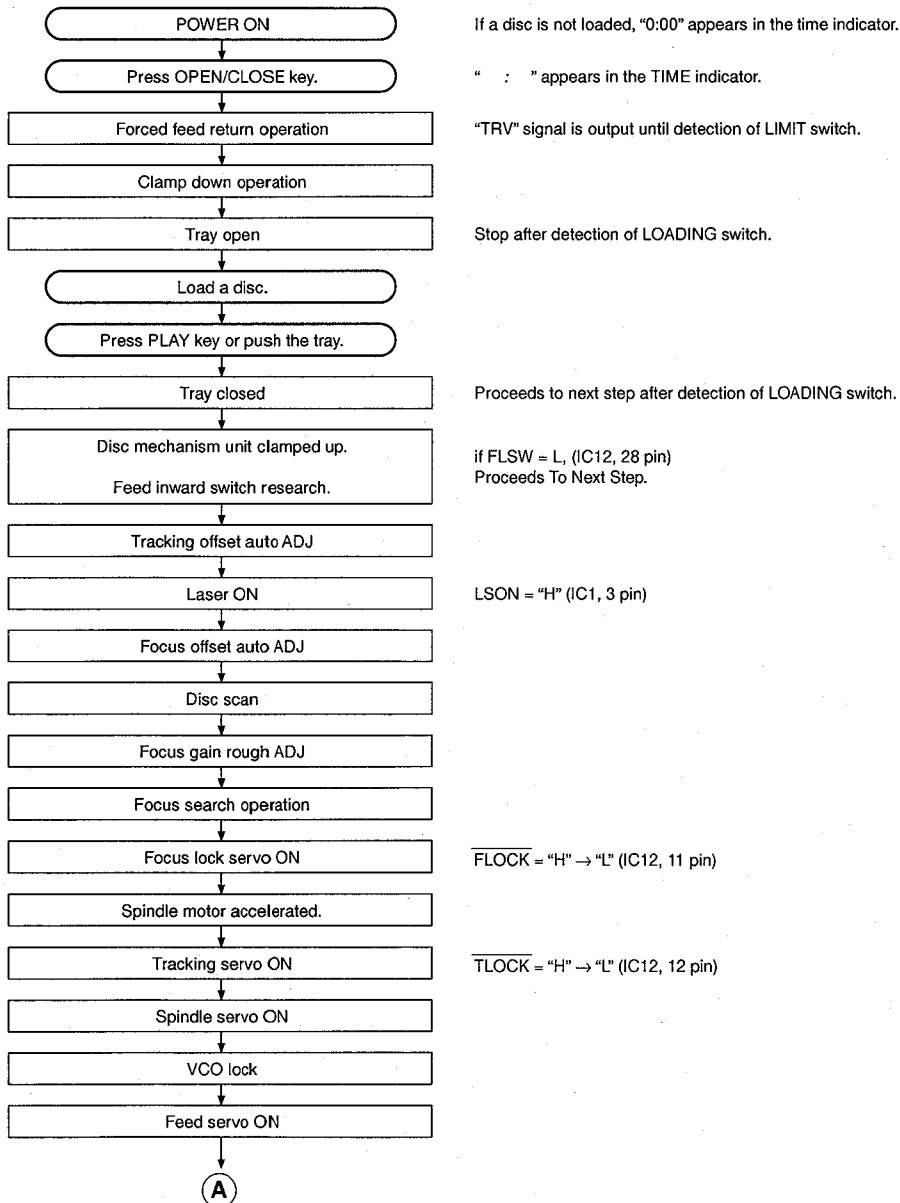 POWER ON
If a disc is not loaded, “0:00” appears in the time indicator.
Press OPEN/CLOSE key.
“ : ” appears in the TIME indicator.
Forced feed return operation
“TRV” signal is output until detection of LIMIT switch.
Clamp down operation
Tray open
Stop after detection of LOADING switch.
Load a disc.
Press PLAY key or push the tray.
Tray closed
Proceeds to next step after detection of LOADING switch.
Disc mechanism unit clamped up.
Feed inward switch research.
if FLSW = L, (IC12, 28 pin)
Proceeds To Next Step.
Tracking offset auto ADJ
Laser ON
LSON = “H” (IC1, 3 pin)
Focus offset auto ADJ
Disc scan
Focus gain rough ADJ
Focus search operation
Focus lock servo ON
FLOCK = “H” → “L” (IC12, 11 pin)
Spindle motor accelerated.
Tracking servo ON
TLOCK = “H” → “L” (IC12, 12 pin)
Spindle servo ON
VCO lock
Feed servo ON
A